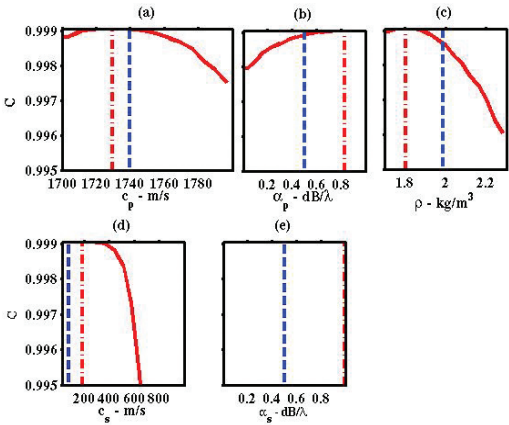 (a) (b) (c)
C
0.999
0.998
0.997
0.996
0.995
1700 1720 1740 1760 1780
0.2 0.4 0.6 0.8
1.8 2 2.2
c_p - m/s
α_p - dB/λ
ρ - kg/m³
(d) (e)
C
0.999
0.998
0.997
0.996
0.995
200 400 600 800
0.2 0.4 0.6 0.8
c_s - m/s
α_s - dB/λ